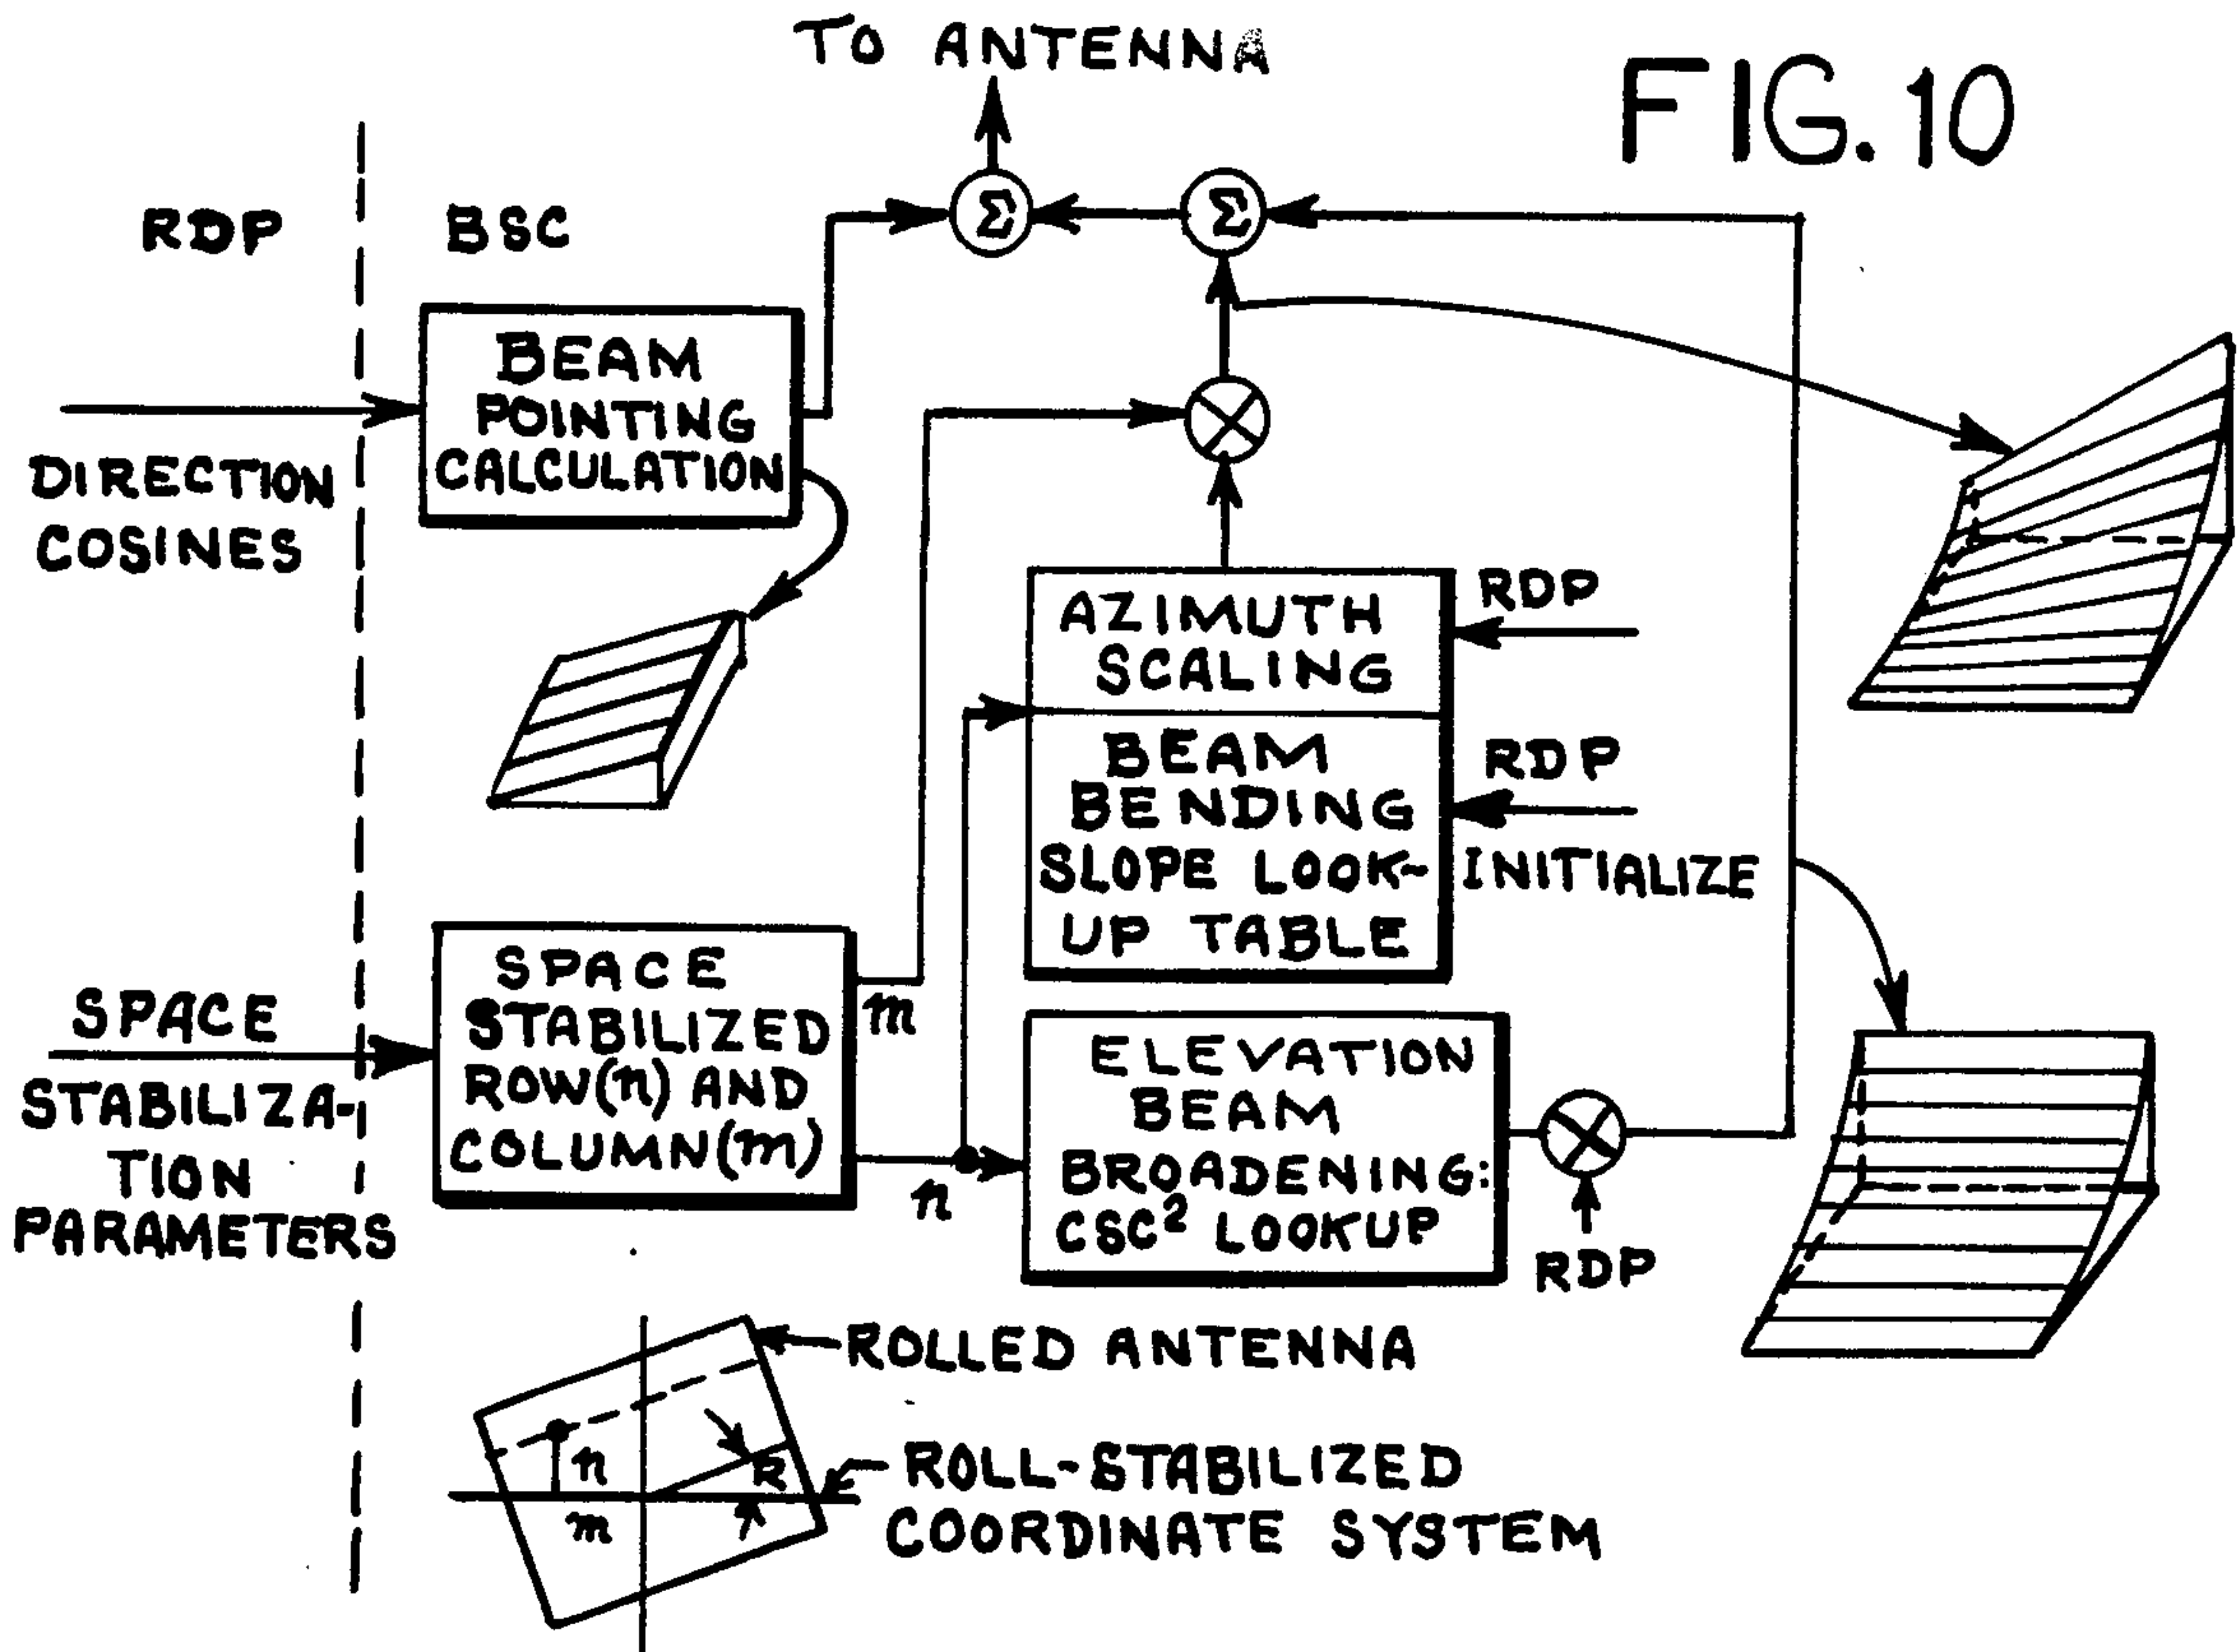 TO ANTENNA
FIG. 10
RDP
BSC
Σ
Σ
BEAM
POINTING
CALCULATION
DIRECTION
COSINES
AZIMUTH
SCALING
RDP
BEAM
BENDING
SLOPE LOOK-
UP TABLE
RDP
INITIALIZE
SPACE
STABILIZA-
TION
PARAMETERS
SPACE
STABILIZED
ROW(n) AND
COLUMN(m)
m
n
ELEVATION
BEAM
BROADENING:
CSC² LOOKUP
RDP
ROLLED ANTENNA
n
R
m
ROLL-STABILIZED
COORDINATE SYSTEM